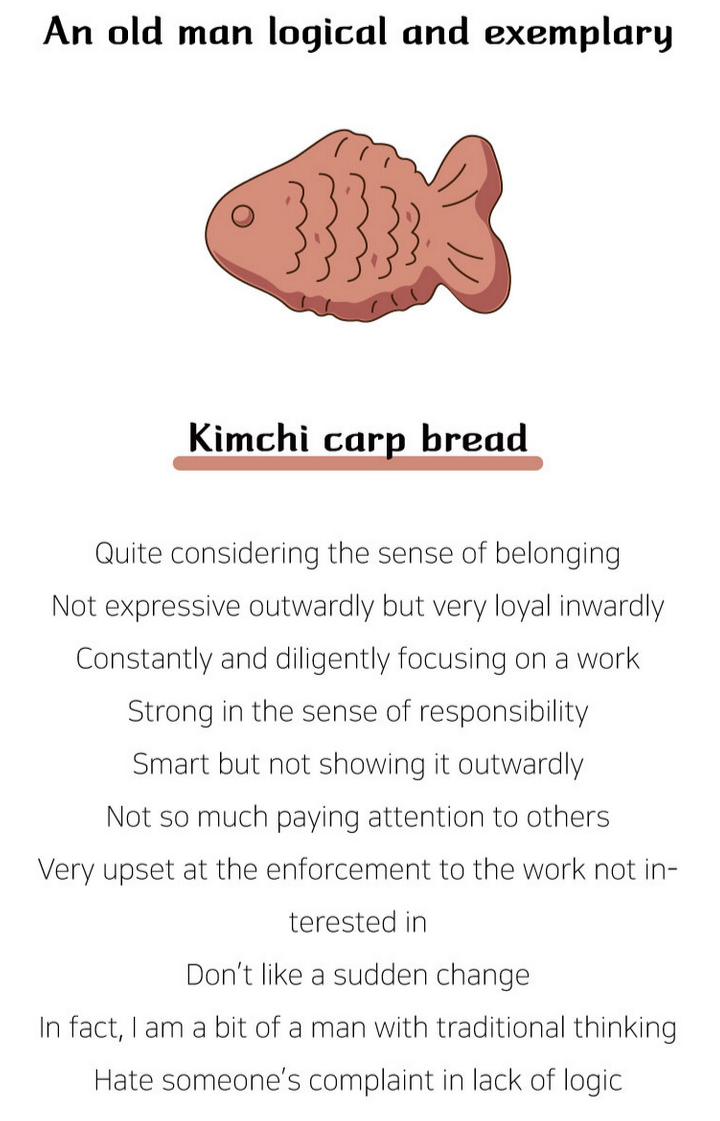 An old man logical and exemplary
Kimchi carp bread
Quite considering the sense of belonging
Not expressive outwardly but very loyal inwardly
Constantly and diligently focusing on a work
Strong in the sense of responsibility
Smart but not showing it outwardly
Not so much paying attention to others
Very upset at the enforcement to the work not in-
terested in
Don't like a sudden change
In fact, I am a bit of a man with traditional thinking
Hate someone's complaint in lack of logic